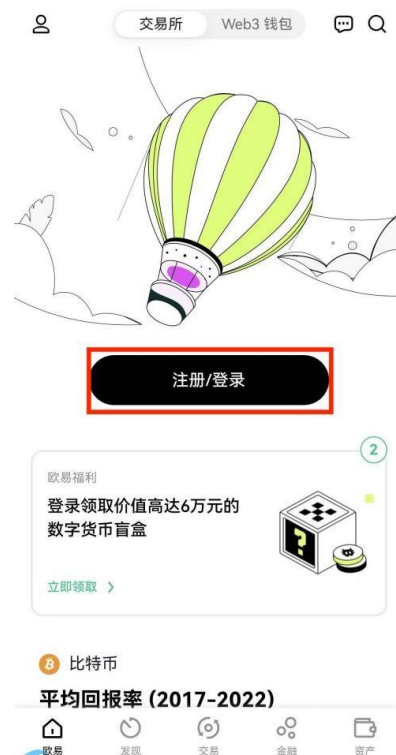 交易所 Web3 钱包
注册/登录
2
欧易福利
登录领取价值高达6万元的
数字货币盲盒
?
立即领取 >
比特币
平均回报率 (2017-2022)
欧易 发现 交易 金融 资产